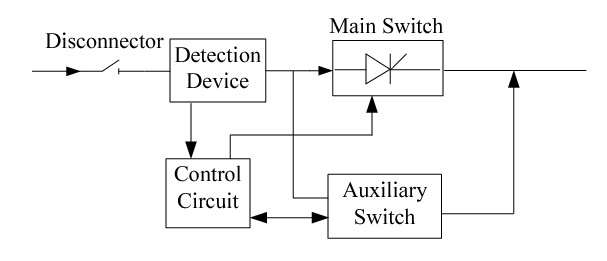 Main Switch
Disconnector
Detection
Device
Control
Circuit
Auxiliary
Switch